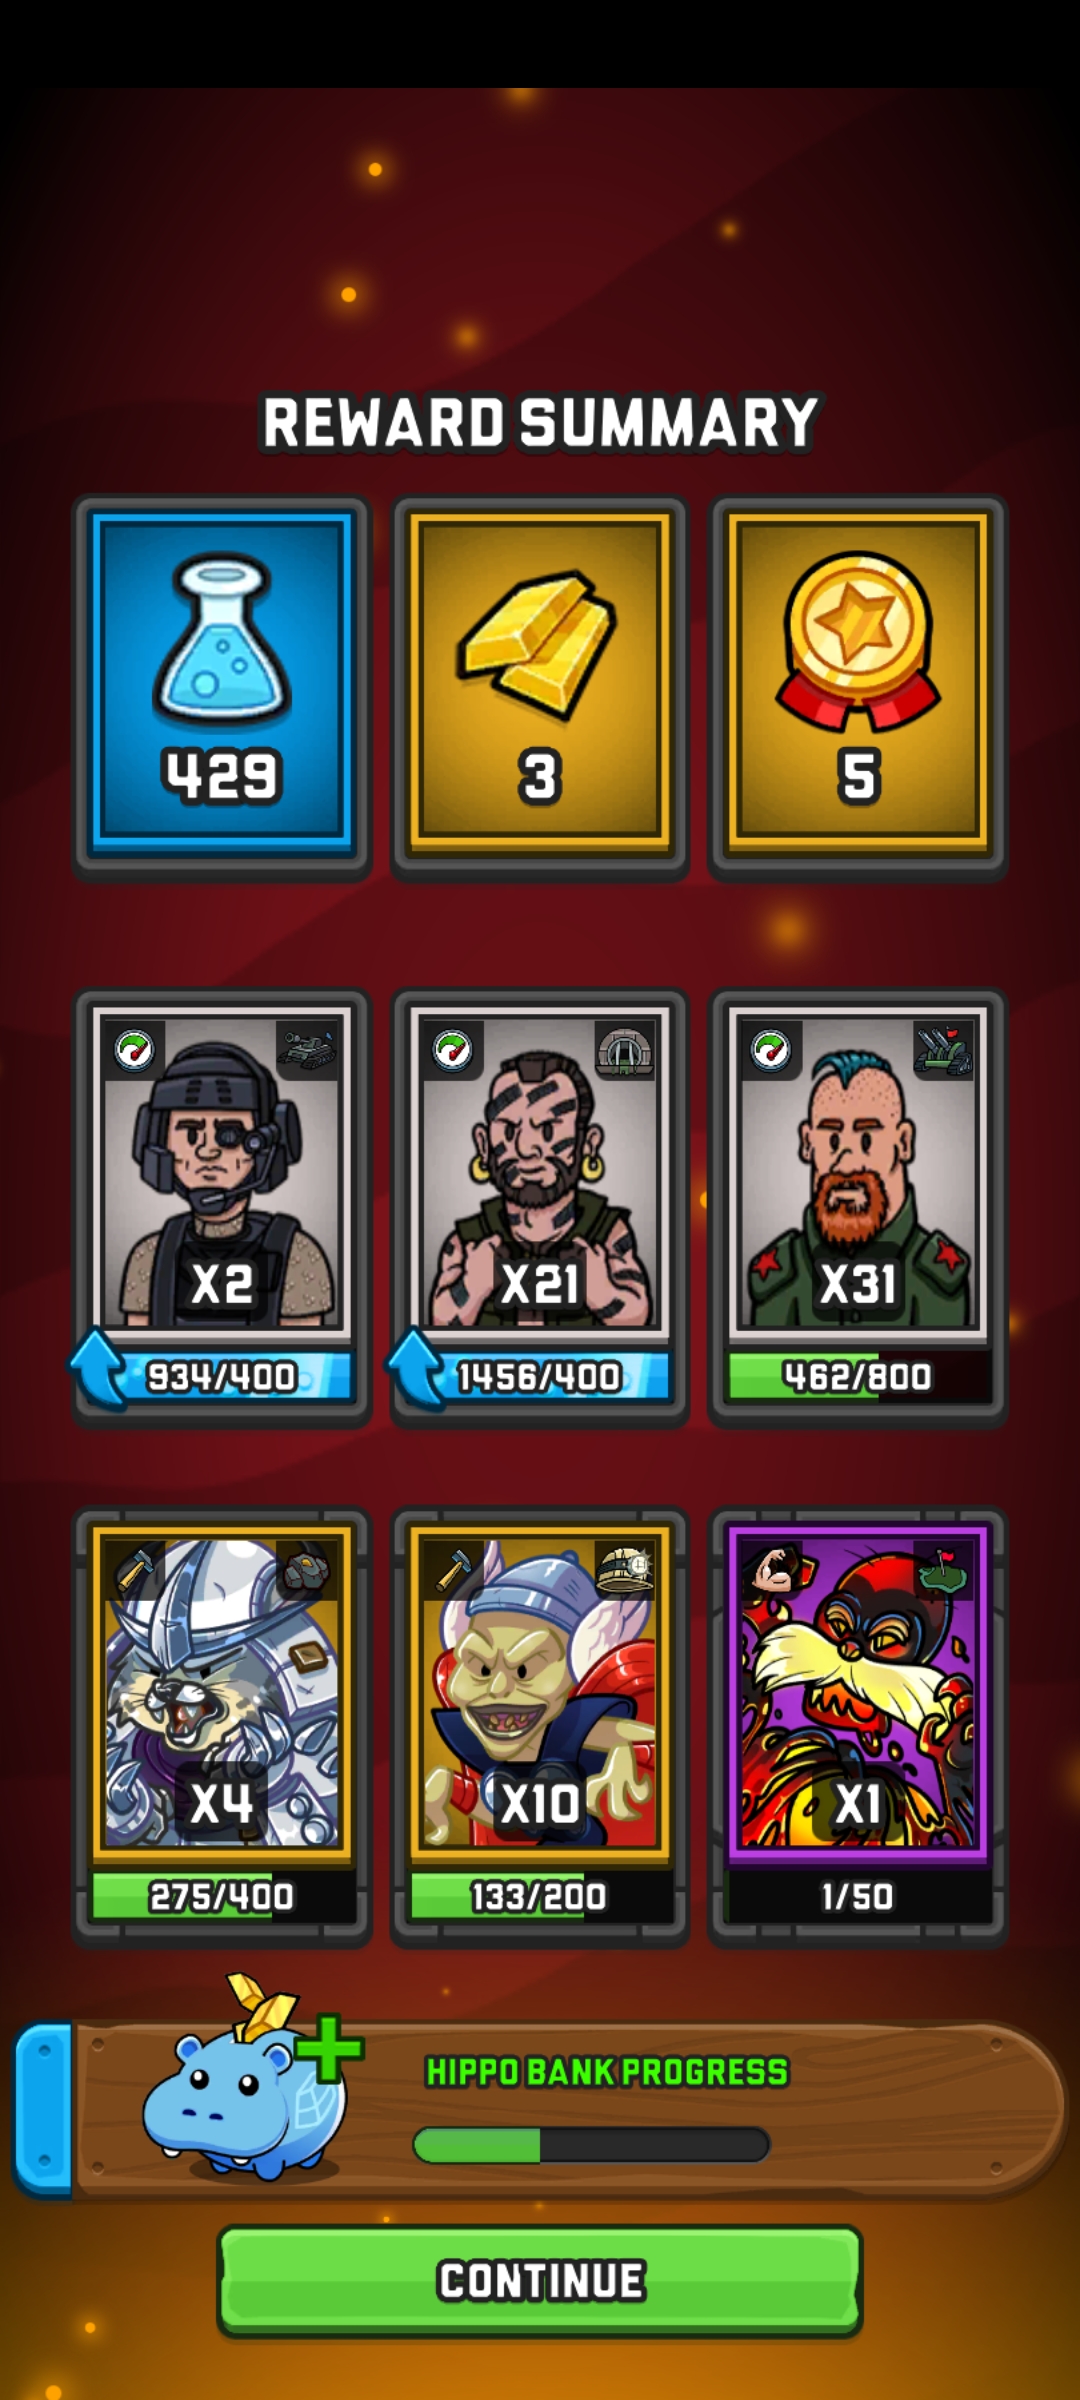 REWARD SUMMARY
429
3
5
X2
X21
X31
934/400
1456/400
462/800
X4
X10
X1
275/400
133/200
1/50
HIPPO BANK PROGRESS
CONTINUE